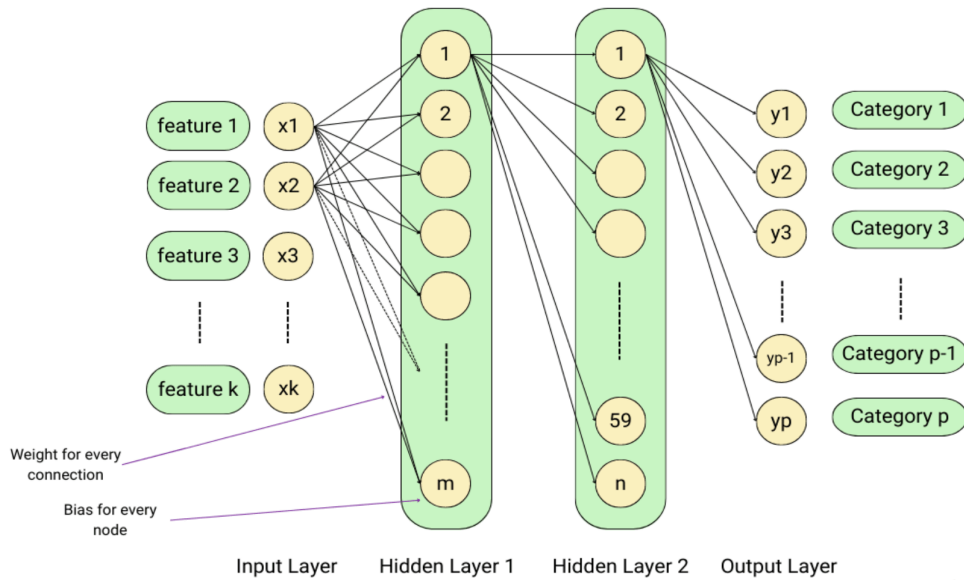 feature 1
x1
feature 2
x2
feature 3
x3
feature k
xk
Weight for every
connection
Bias for every
node
1
2
m
1
2
59
n
y1
Category 1
y2
Category 2
y3
Category 3
yp-1
Category p-1
yp
Category p
Input Layer
Hidden Layer 1
Hidden Layer 2
Output Layer